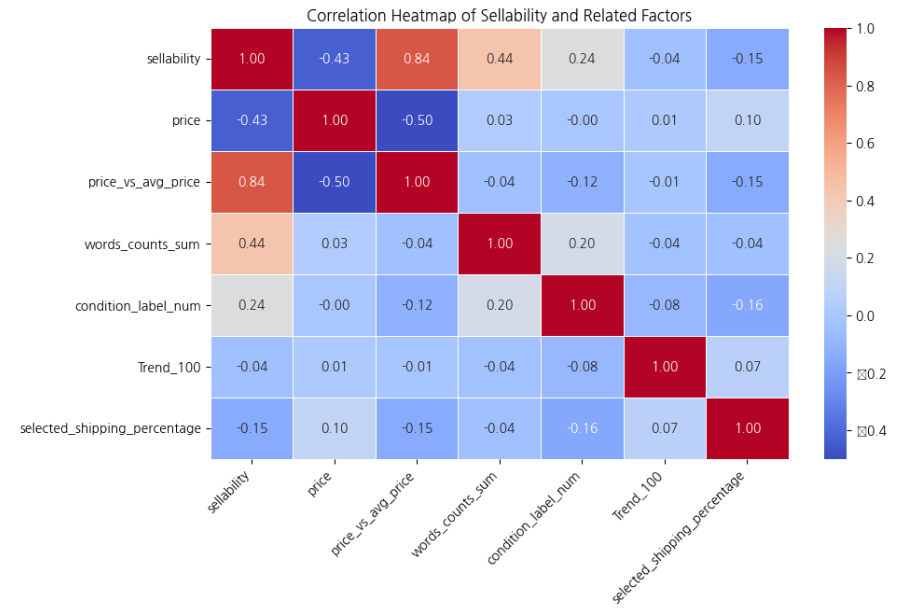 Correlation Heatmap of Sellability and Related Factors
sellability 1.00 -0.43 0.84 0.44 0.24 -0.04 -0.15
price -0.43 1.00 -0.50 0.03 -0.00 0.01 0.10
price_vs_avg_price 0.84 -0.50 1.00 -0.04 -0.12 -0.01 -0.15
words_counts_sum 0.44 0.03 -0.04 1.00 0.20 -0.04 -0.04
condition_label_num 0.24 -0.00 -0.12 0.20 1.00 -0.08 -0.16
Trend_100 -0.04 0.01 -0.01 -0.04 -0.08 1.00 0.07
selected_shipping_percentage -0.15 0.10 -0.15 -0.04 -0.16 0.07 1.00
sellability
price
price_vs_avg_price
words_counts_sum
condition_label_num
Trend_100
selected_shipping_percentage
1.0
0.8
0.6
0.4
0.2
0.0
0.2
0.4